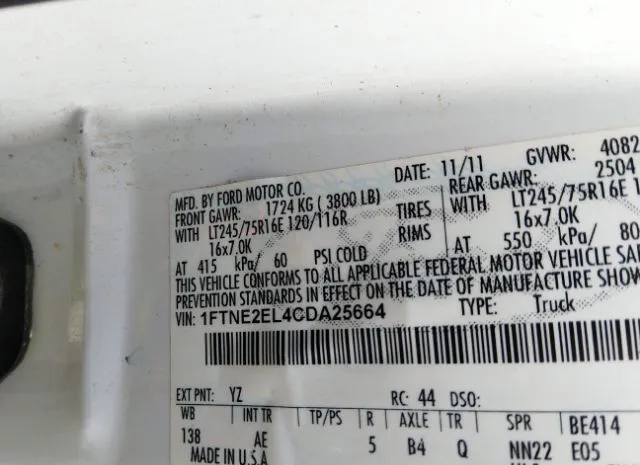 MFD. BY FORD MOTOR CO. DATE: 11/11 GVWR: 4082
FRONT GAWR: 1724 KG ( 3800 LB) REAR GAWR: 2504
WITH LT245/75R16E 120/116R TIRES WITH LT245/75R16E
16x7.0K RIMS 16x7.0K
AT 415 kPa/ 60 PSI COLD AT 550 kPa/ 80
THIS VEHICLE CONFORMS TO ALL APPLICABLE FEDERAL MOTOR VEHICLE SA
PREVENTION STANDARDS IN EFFECT ON THE DATE OF MANUFACTURE SHOW
VIN: 1FTNE2EL4CDA25664 TYPE: Truck
EXT PNT: YZ RC: 44 DSO:
WB INT TR TP/PS R AXLE TR SPR BE414
138 AE 5 B4 Q NN22 E05
MADE IN U.S.A